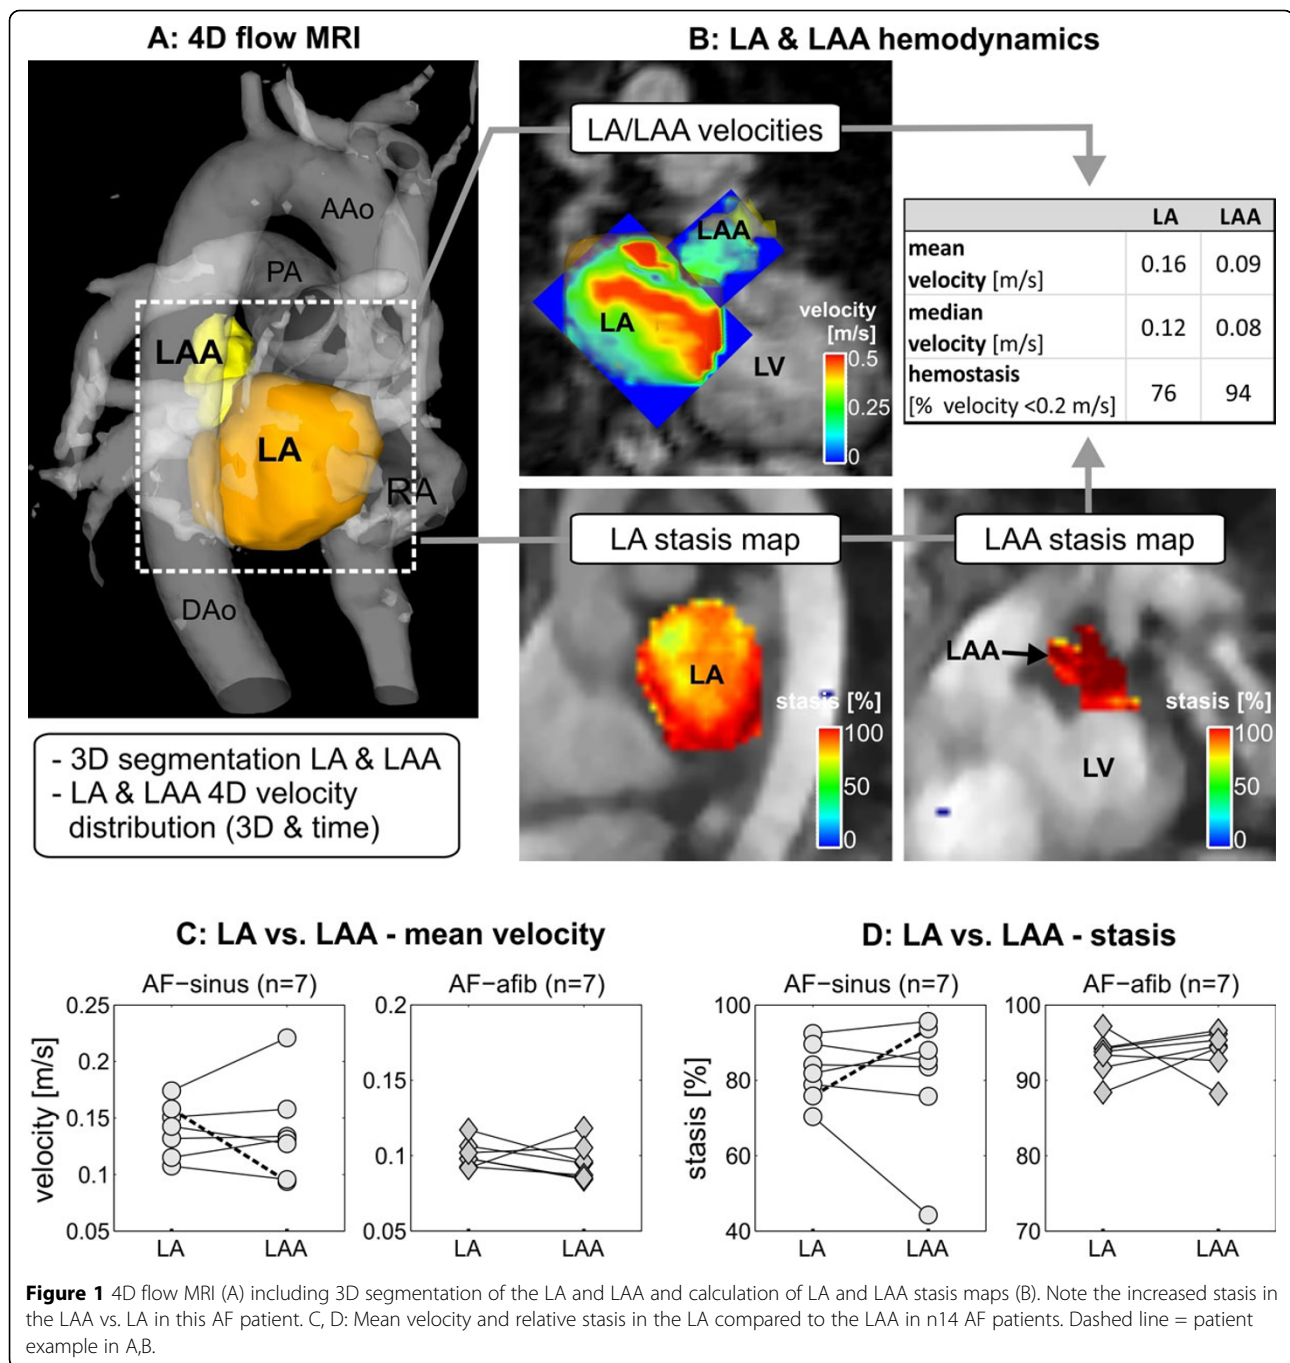 A: 4D flow MRI
B: LA & LAA hemodynamics
AAo
PA
LAA
LA
RA
DAo
- 3D segmentation LA & LAA
- LA & LAA 4D velocity
distribution (3D & time)
LA/LAA velocities
LAA
LA
LV
velocity
[m/s]
0.5
0.25
0
LA LAA
mean
velocity [m/s] 0.16 0.09
median
velocity [m/s] 0.12 0.08
hemostasis
[% velocity <0.2 m/s] 76 94
LA stasis map
LA
stasis [%]
100
50
0
LAA stasis map
LAA
LV
stasis [%]
100
50
0
C: LA vs. LAA - mean velocity
AF-sinus (n=7)
velocity [m/s]
0.25
0.2
0.15
0.1
0.05
LA LAA
AF-afib (n=7)
0.2
0.15
0.1
0.05
LA LAA
D: LA vs. LAA - stasis
AF-sinus (n=7)
stasis [%]
100
80
60
40
LA LAA
AF-afib (n=7)
100
90
80
70
LA LAA
Figure 1 4D flow MRI (A) including 3D segmentation of the LA and LAA and calculation of LA and LAA stasis maps (B). Note the increased stasis in
the LAA vs. LA in this AF patient. C, D: Mean velocity and relative stasis in the LA compared to the LAA in n14 AF patients. Dashed line = patient
example in A,B.